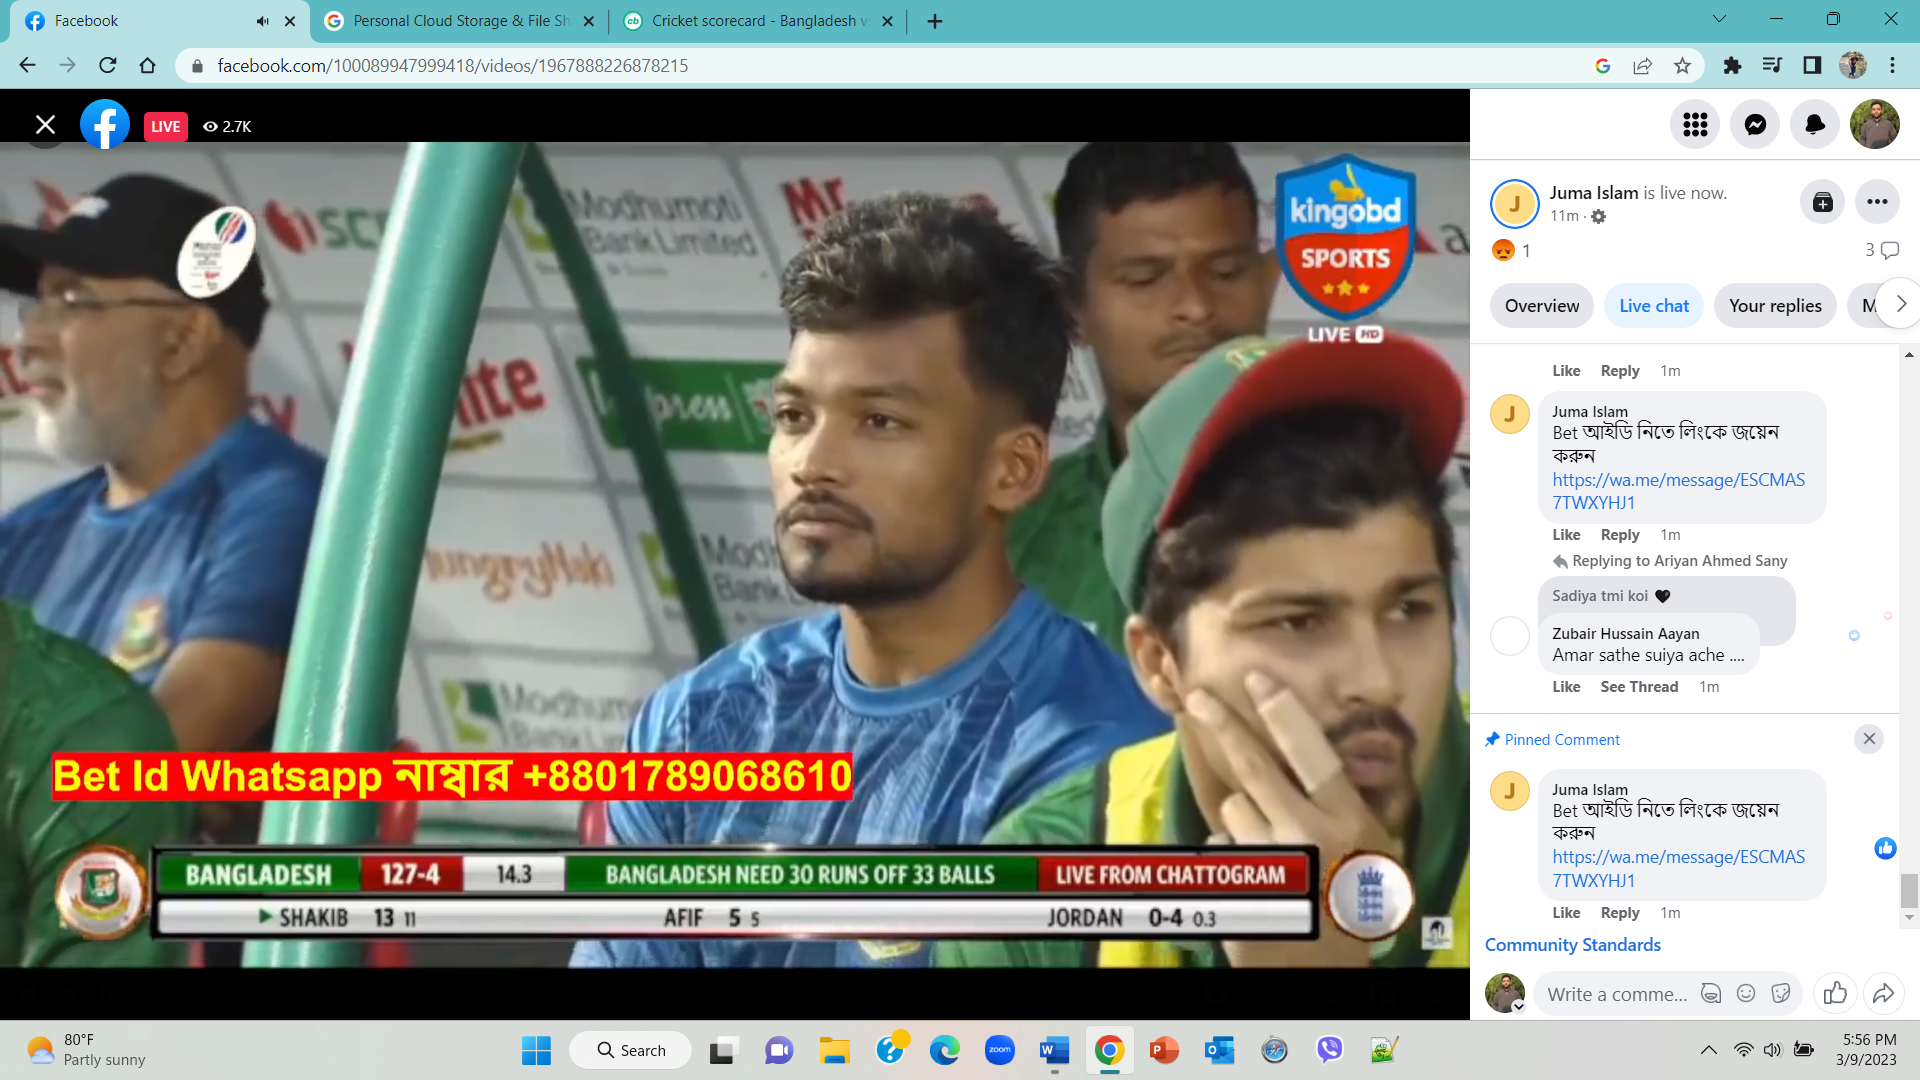 Facebook
Personal Cloud Storage & File Sh
Cricket scorecard - Bangladesh v
facebook.com/100089947999418/videos/1967888226878215
LIVE
2.7K
Modhumoti
Bank Limited
kingobd
SPORTS
LIVE HD
HungryNaki
Bet Id Whatsapp নাম্বার +8801789068610
BANGLADESH 127-4 14.3 BANGLADESH NEED 30 RUNS OFF 33 BALLS LIVE FROM CHATTOGRAM
SHAKIB 13 11 AFIF 5 5 JORDAN 0-4 0.3
J
Juma Islam is live now.
11m
1
3
Overview
Live chat
Your replies
M
Like Reply 1m
J
Juma Islam
Bet আইডি নিতে লিংকে জয়েন
করুন
https://wa.me/message/ESCMAS
7TWXYHJ1
Like Reply 1m
Replying to Ariyan Ahmed Sany
Sadiya tmi koi 🖤
Zubair Hussain Aayan
Amar sathe suiya ache ....
Like See Thread 1m
Pinned Comment
J
Juma Islam
Bet আইডি নিতে লিংকে জয়েন
করুন
https://wa.me/message/ESCMAS
7TWXYHJ1
Like Reply 1m
Community Standards
Write a comme...
80°F
Partly sunny
Search
zoom
5:56 PM
3/9/2023